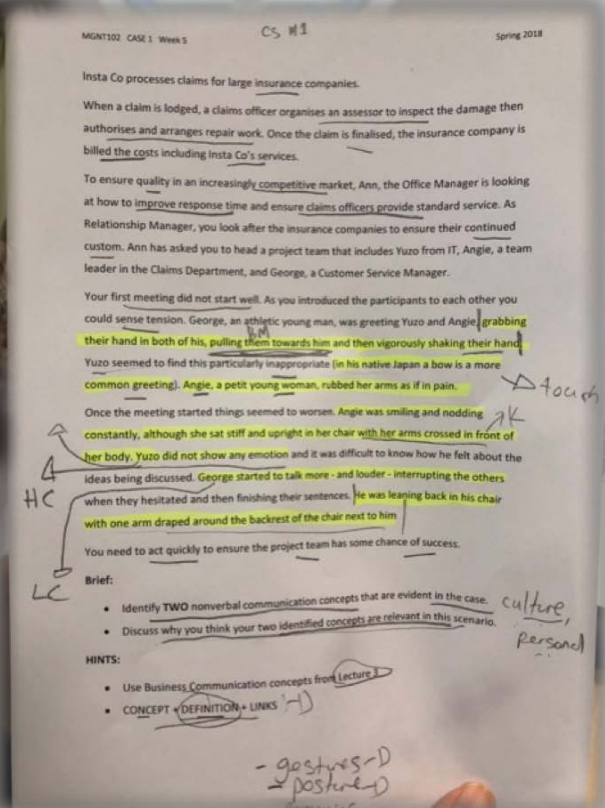 MGNT102 CASE 1 Week 5
CS #1
Spring 2018
Insta Co processes claims for large insurance companies.
When a claim is lodged, a claims officer organises an assessor to inspect the damage then
authorises and arranges repair work. Once the claim is finalised, the insurance company is
billed the costs including Insta Co's services.
To ensure quality in an increasingly competitive market, Ann, the Office Manager is looking
at how to improve response time and ensure claims officers provide standard service. As
Relationship Manager, you look after the insurance companies to ensure their continued
custom. Ann has asked you to head a project team that includes Yuzo from IT, Angie, a team
leader in the Claims Department, and George, a Customer Service Manager.
Your first meeting did not start well. As you introduced the participants to each other you
could sense tension. George, an athletic young man, was greeting Yuzo and Angie, grabbing
BM
their hand in both of his, pulling them towards him and then vigorously shaking their hand.
Yuzo seemed to find this particularly inappropriate (in his native Japan a bow is a more
common greeting). Angie, a petit young woman, rubbed her arms as if in pain.
touch
Once the meeting started things seemed to worsen. Angie was smiling and nodding
K
constantly, although she sat stiff and upright in her chair with her arms crossed in front of
her body. Yuzo did not show any emotion and it was difficult to know how he felt about the
ideas being discussed. George started to talk more - and louder - interrupting the others
HC
when they hesitated and then finishing their sentences. He was leaning back in his chair
with one arm draped around the backrest of the chair next to him
You need to act quickly to ensure the project team has some chance of success.
LC
Brief:
• Identify TWO nonverbal communication concepts that are evident in the case.
culture,
• Discuss why you think your two identified concepts are relevant in this scenario.
Personal
HINTS:
• Use Business Communication concepts from Lecture 3
• CONCEPT + DEFINITION + LINKS
- gestures-D
- posture-D